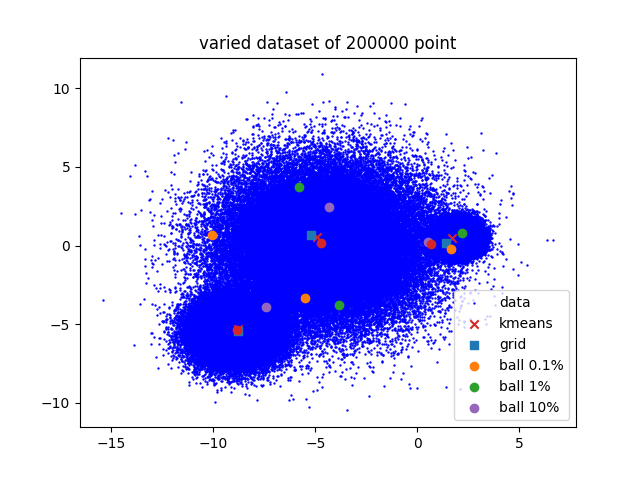 varied dataset of 200000 point
10
5
0
−5
−10
data
kmeans
grid
ball 0.1%
ball 1%
ball 10%
−15 −10 −5 0 5